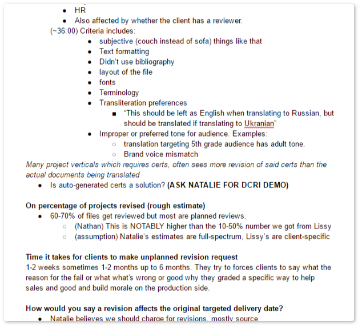 HR
Also affected by whether the client has a reviewer.
(~36:00) Criteria includes:
subjective (couch instead of sofa) things like that
Text formatting
Didn't use bibliography
layout of the file
fonts
Terminology
Transliteration preferences
"This should be left as English when translating to Russian, but
should be translated if translating to Ukranian"
Improper or preferred tone for audience. Examples:
translation targeting 5th grade audience has adult tone.
Brand voice mismatch
Many project verticals which requires certs, often sees more revision of said certs than the
actual documents being translated
Is auto-generated certs a solution? (ASK NATALIE FOR DCRI DEMO)
On percentage of projects revised (rough estimate)
60-70% of files get reviewed but most are planned reviews.
(Nathan) This is NOTABLY higher than the 10-50% number we got from Lissy
(assumption) Natalie's estimates are full-spectrum, Lissy's are client-specific
Time it takes for clients to make unplanned revision request
1-2 weeks sometimes 1-2 months up to 6 months. They try to forces clients to say what the
reason for the fail or what what's wrong or good why they graded a specific way to help
sales and good and build morale on the production side.
How would you say a revision affects the original targeted delivery date?
Natalie believes we should charge for revisions, mostly source